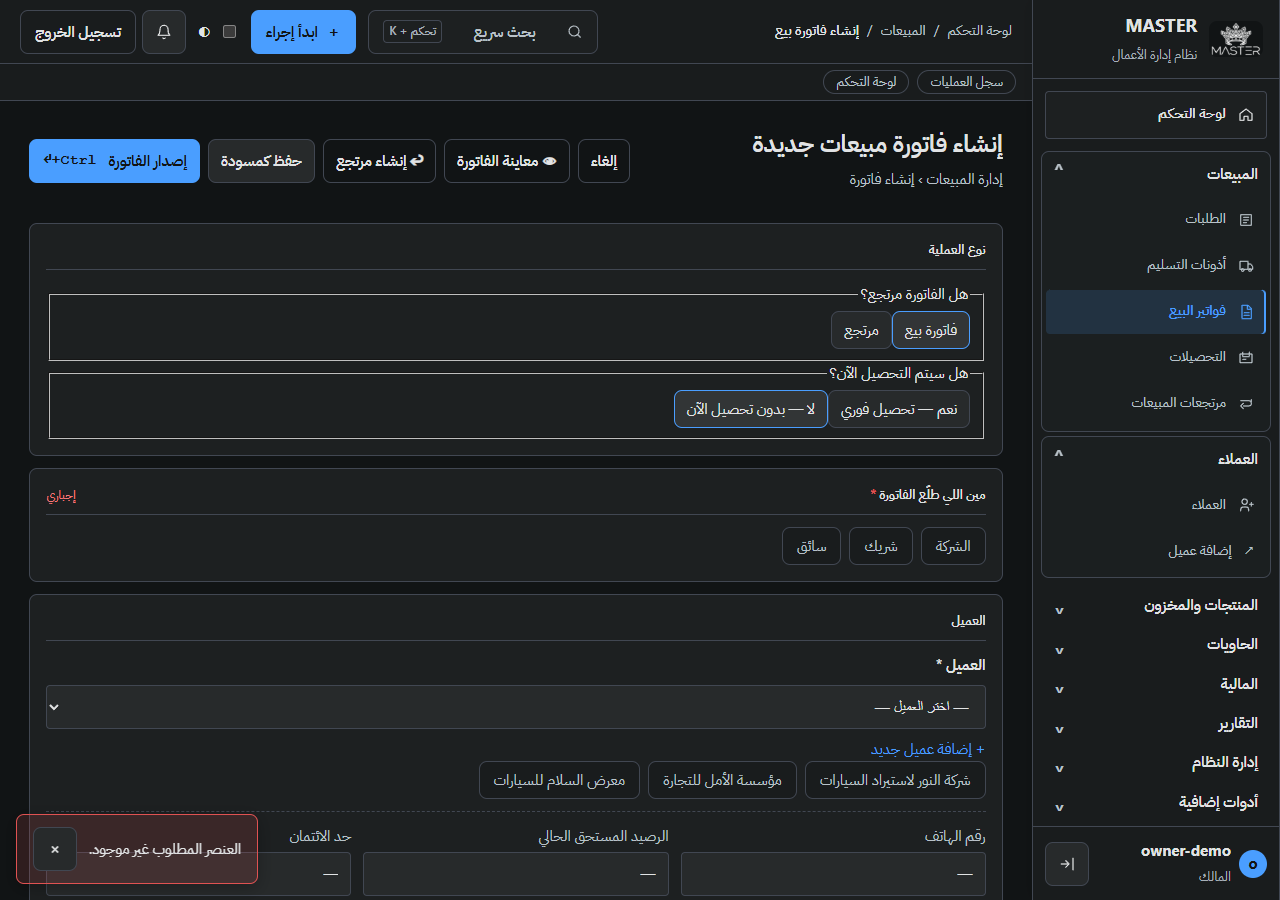 MASTER
نظام إدارة الأعمال
MASTER
لوحة التحكم
المبيعات
الطلبات
أذونات التسليم
فواتير البيع
التحصيلات
مرتجعات المبيعات
العملاء
العملاء
إضافة عميل
المنتجات والمخزون
الحاويات
المالية
التقارير
إدارة النظام
أدوات إضافية
owner-demo
المالك
o
لوحة التحكم / المبيعات / إنشاء فاتورة بيع
بحث سريع تحكم + K
+ ابدأ إجراء
تسجيل الخروج
سجل العمليات لوحة التحكم
إنشاء فاتورة مبيعات جديدة
إدارة المبيعات › إنشاء فاتورة
إلغاء
معاينة الفاتورة
إنشاء مرتجع
حفظ كمسودة
إصدار الفاتورة Ctrl+↵
نوع العملية
هل الفاتورة مرتجع؟
فاتورة بيع مرتجع
هل سيتم التحصيل الآن؟
نعم — تحصيل فوري لا — بدون تحصيل الآن
مين اللي طلّع الفاتورة * إجباري
الشركة شريك سائق
العميل
العميل *
— اختر العميل —
+ إضافة عميل جديد
شركة النور لاستيراد السيارات مؤسسة الأمل للتجارة معرض السلام للسيارات
رقم الهاتف الرصيد المستحق الحالي حد الائتمان
— — —
العنصر المطلوب غير موجود. ×